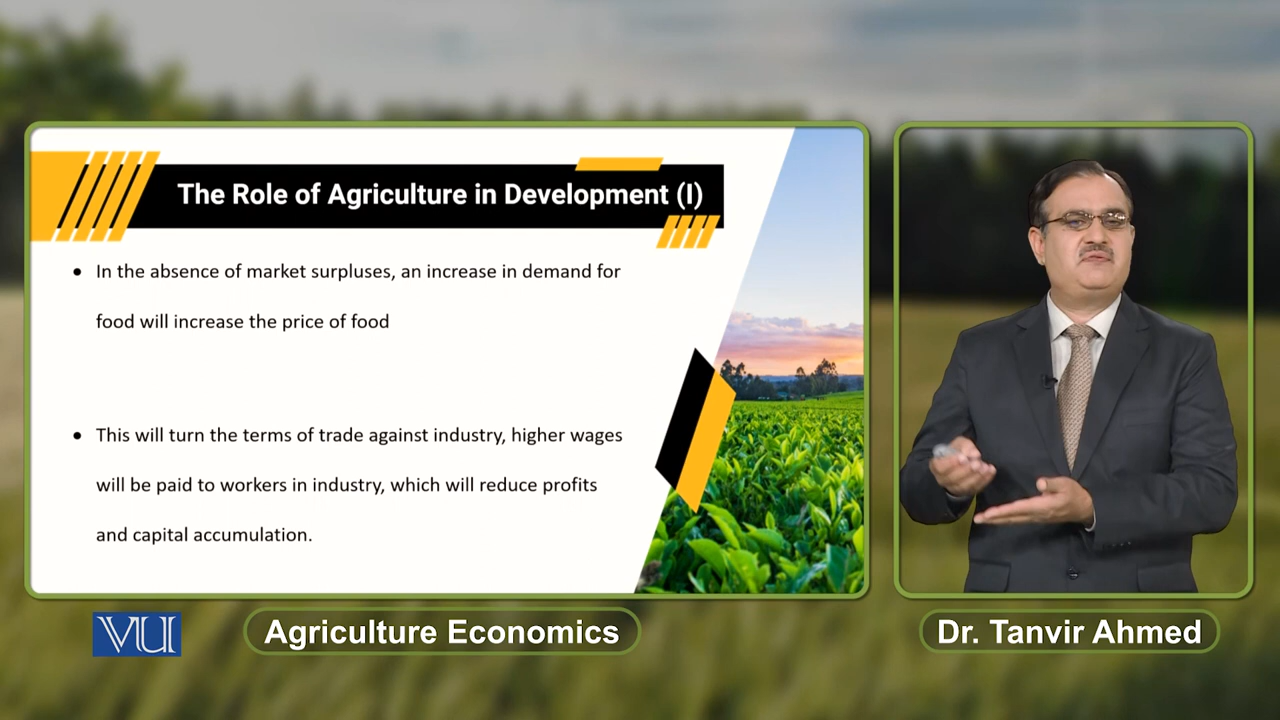 The Role of Agriculture in Development (I)
• In the absence of market surpluses, an increase in demand for
food will increase the price of food
• This will turn the terms of trade against industry, higher wages
will be paid to workers in industry, which will reduce profits
and capital accumulation.
VU
Agriculture Economics
Dr. Tanvir Ahmed